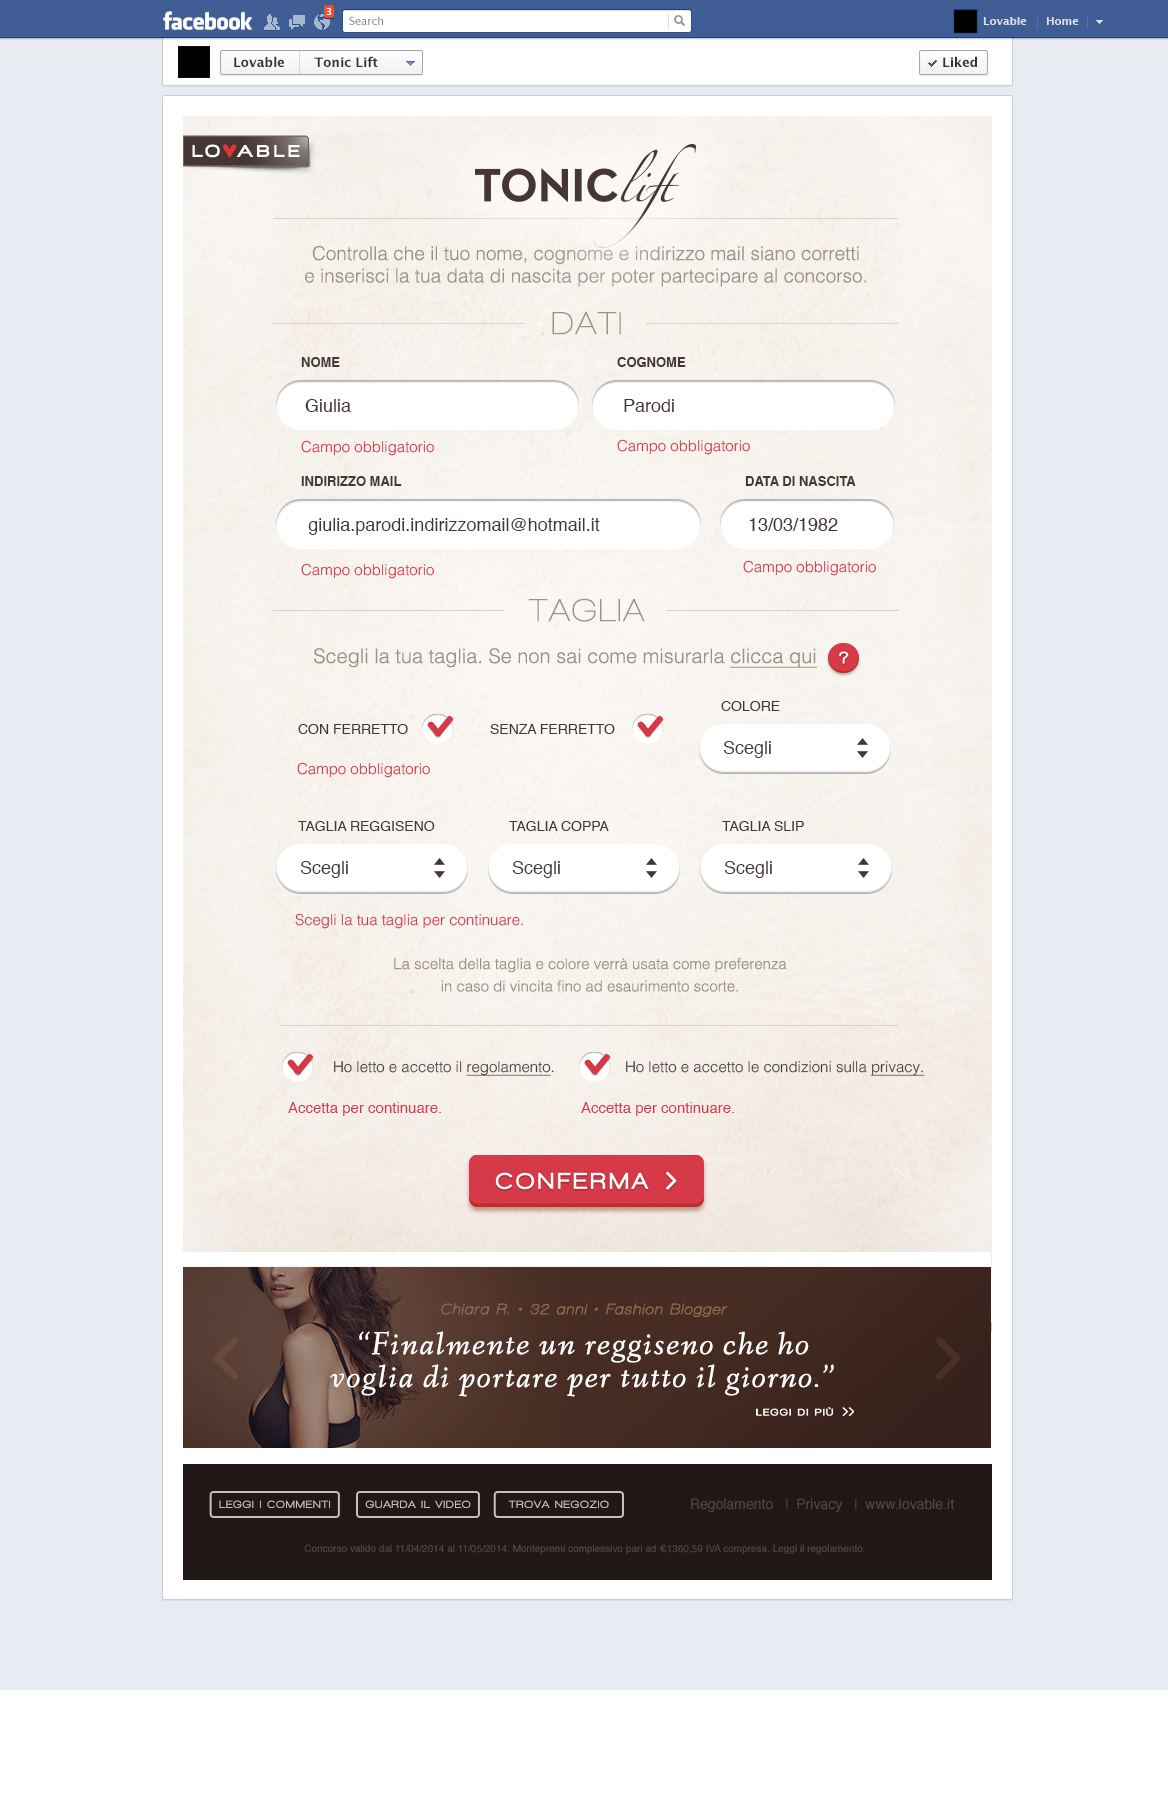 facebook
3
Search
Lovable
Home
Lovable
Tonic Lift
Liked
LOVABLE
TONIC lift
Controlla che il tuo nome, cognome e indirizzo mail siano corretti
e inserisci la tua data di nascita per poter partecipare al concorso.
DATI
NOME
COGNOME
Giulia
Parodi
Campo obbligatorio
Campo obbligatorio
INDIRIZZO MAIL
DATA DI NASCITA
giulia.parodi.indirizzomail@hotmail.it
13/03/1982
Campo obbligatorio
Campo obbligatorio
TAGLIA
Scegli la tua taglia. Se non sai come misurarla clicca qui
?
COLORE
CON FERRETTO
SENZA FERRETTO
Scegli
Campo obbligatorio
TAGLIA REGGISENO
TAGLIA COPPA
TAGLIA SLIP
Scegli
Scegli
Scegli
Scegli la tua taglia per continuare.
La scelta della taglia e colore verrà usata come preferenza
in caso di vincita fino ad esaurimento scorte.
Ho letto e accetto il regolamento.
Ho letto e accetto le condizioni sulla privacy.
Accetta per continuare.
Accetta per continuare.
CONFERMA
Chiara R. • 32 anni • Fashion Blogger
“Finalmente un reggiseno che ho
voglia di portare per tutto il giorno.”
LEGGI DI PIÙ
LEGGI I COMMENTI
GUARDA IL VIDEO
TROVA NEGOZIO
Regolamento | Privacy | www.lovable.it
Concorso valido dal 11/04/2014 al 11/05/2014. Montepremi complessivo pari ad €1360,59 IVA compresa. Leggi il regolamento.